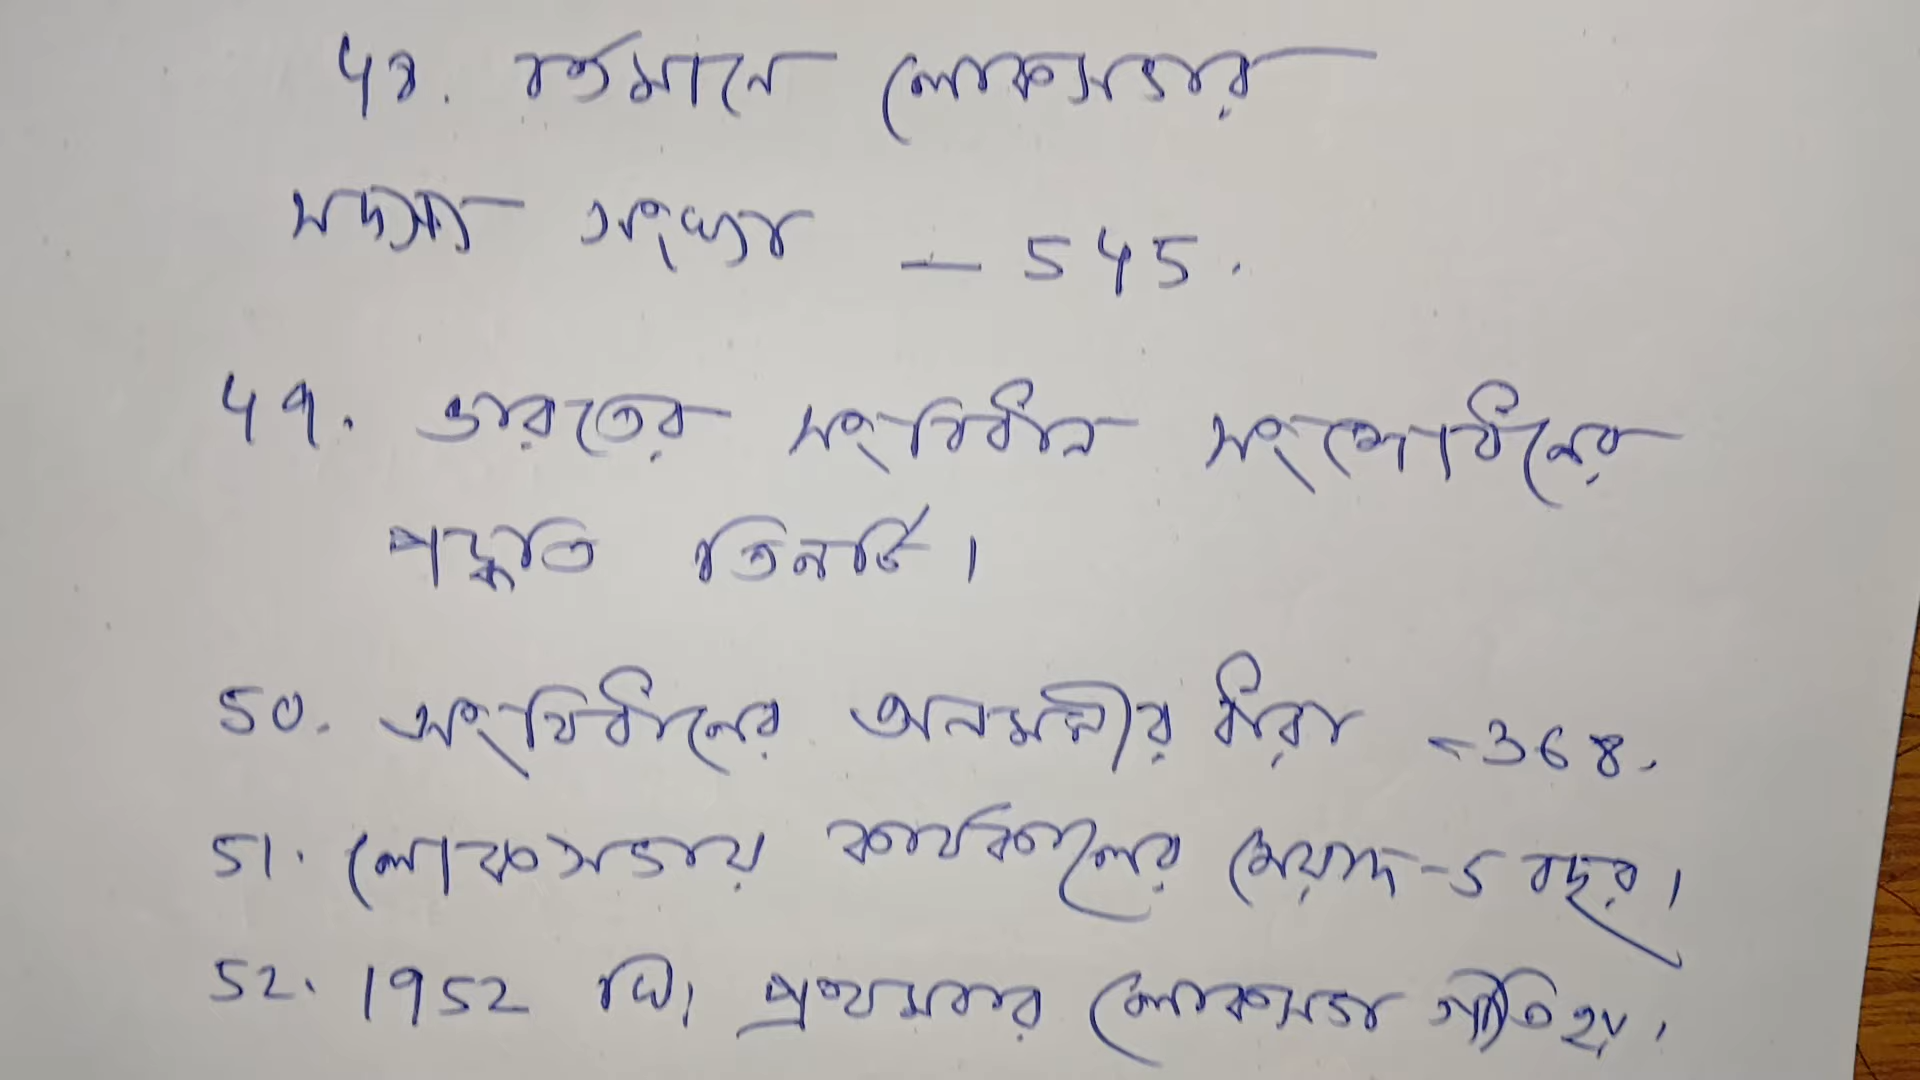 48. বর্তমানে লোকসভার
সদস্য সংখ্যা – 545.
49. ভারতের সংবিধান সংশোধনের
পদ্ধতি তিনটি।
50. সংবিধানের ধারা – 368.
51. লোকসভায় কার্যকালের মেয়াদ – 5 বছর।
52. 1952 খ্রি। প্রথমবার লোকসভা গঠিত হয়।